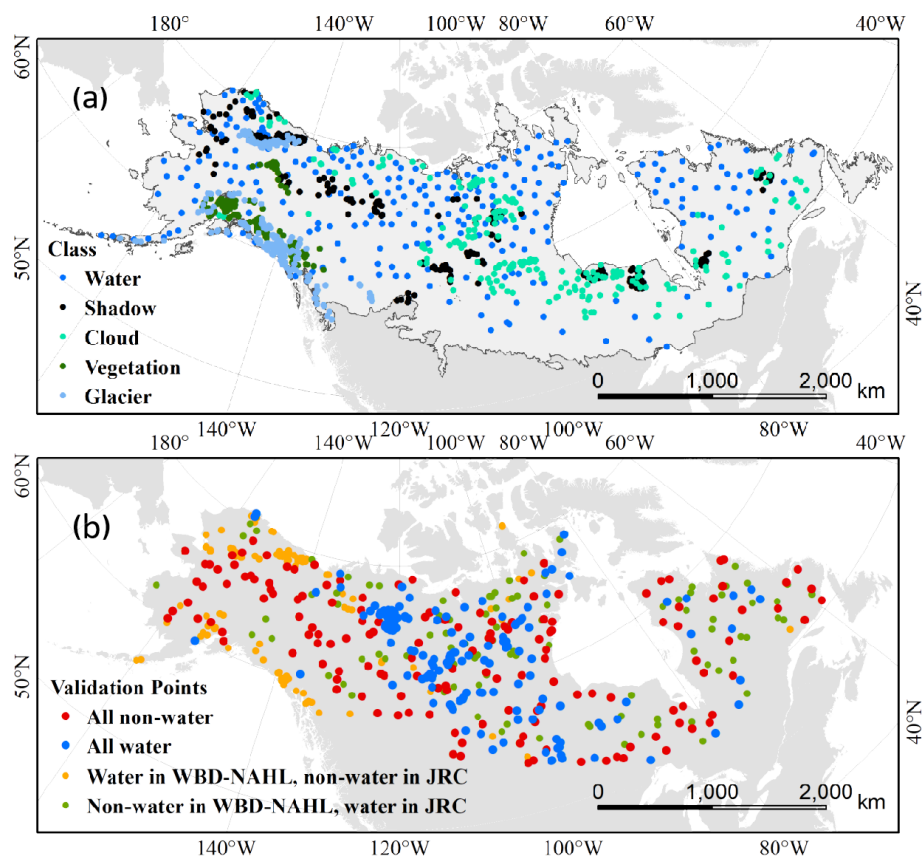 180° 140°W 120°W 100°W 80°W 60°W 40°W
60°N
(a)
50°N
Class
Water
Shadow
Cloud
Vegetation
Glacier
40°N
0 1,000 2,000
km
140°W 120°W 100°W 80°W
180° 140°W 120°W 100°W 80°W 60°W 40°W
60°N
(b)
50°N
Validation Points
All non-water
All water
Water in WBD-NAHL, non-water in JRC
Non-water in WBD-NAHL, water in JRC
40°N
0 1,000 2,000
km
140°W 120°W 100°W 80°W